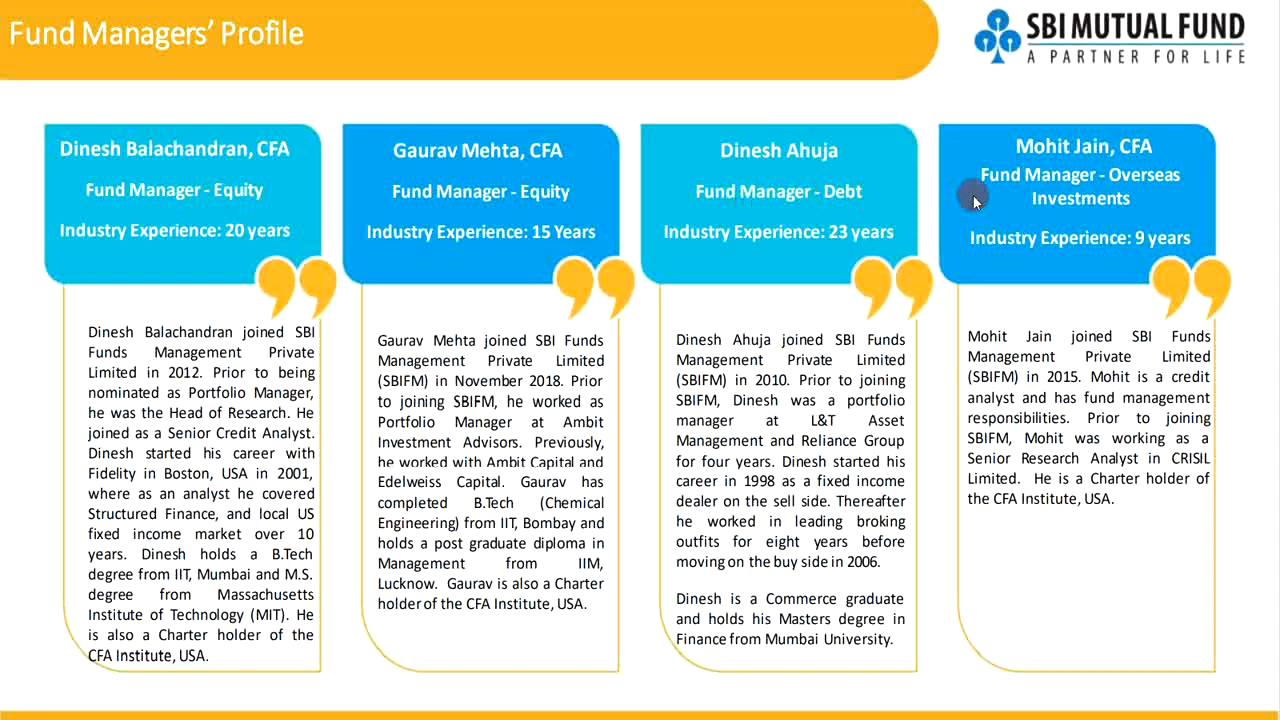 Fund Managers' Profile
SBI MUTUAL FUND
A PARTNER FOR LIFE
Dinesh Balachandran, CFA
Fund Manager - Equity
Industry Experience: 20 years
Dinesh Balachandran joined SBI
Funds Management Private
Limited in 2012. Prior to being
nominated as Portfolio Manager,
he was the Head of Research. He
joined as a Senior Credit Analyst.
Dinesh started his career with
Fidelity in Boston, USA in 2001,
where as an analyst he covered
Structured Finance, and local US
fixed income market over 10
years. Dinesh holds a B.Tech
degree from IIT, Mumbai and M.S.
degree from Massachusetts
Institute of Technology (MIT). He
is also a Charter holder of the
CFA Institute, USA.
Gaurav Mehta, CFA
Fund Manager - Equity
Industry Experience: 15 Years
Gaurav Mehta joined SBI Funds
Management Private Limited
(SBIFM) in November 2018. Prior
to joining SBIFM, he worked as
Portfolio Manager at Ambit
Investment Advisors. Previously,
he worked with Ambit Capital and
Edelweiss Capital. Gaurav has
completed B.Tech (Chemical
Engineering) from IIT, Bombay and
holds a post graduate diploma in
Management from IIM,
Lucknow. Gaurav is also a Charter
holder of the CFA Institute, USA.
Dinesh Ahuja
Fund Manager - Debt
Industry Experience: 23 years
Dinesh Ahuja joined SBI Funds
Management Private Limited
(SBIFM) in 2010. Prior to joining
SBIFM, Dinesh was a portfolio
manager at L&T Asset
Management and Reliance Group
for four years. Dinesh started his
career in 1998 as a fixed income
dealer on the sell side. Thereafter
he worked in leading broking
outfits for eight years before
moving on the buy side in 2006.
Dinesh is a Commerce graduate
and holds his Masters degree in
Finance from Mumbai University.
Mohit Jain, CFA
Fund Manager - Overseas
Investments
Industry Experience: 9 years
Mohit Jain joined SBI Funds
Management Private Limited
(SBIFM) in 2015. Mohit is a credit
analyst and has fund management
responsibilities. Prior to joining
SBIFM, Mohit was working as a
Senior Research Analyst in CRISIL
Limited. He is a Charter holder of
the CFA Institute, USA.